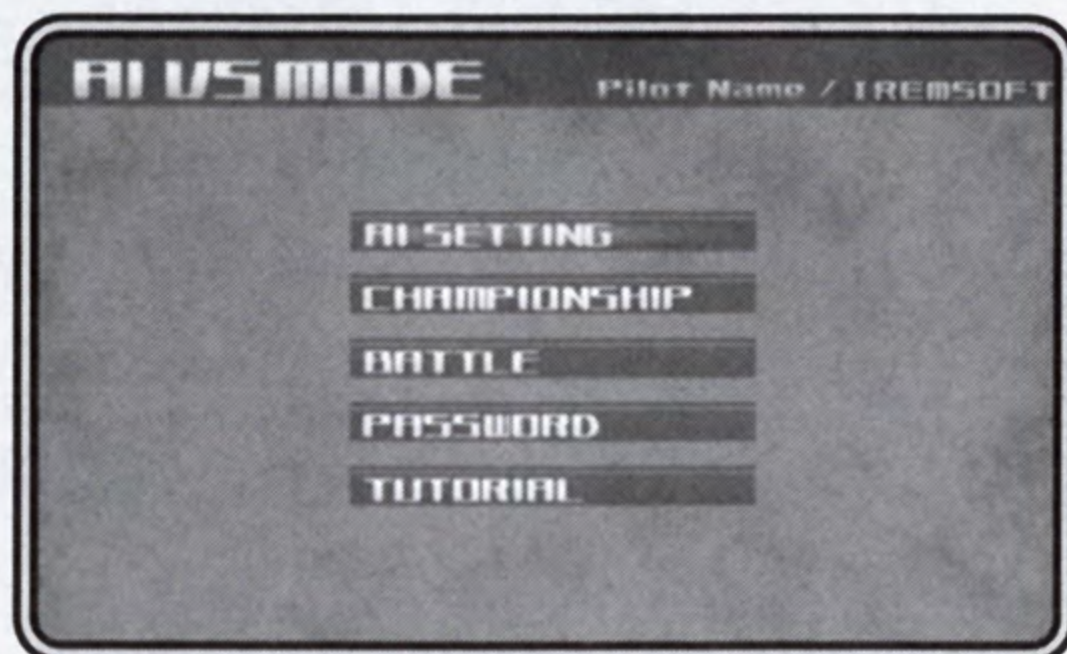 AI VS MODE Pilot Name / IREMSOFT
AI SETTING
CHAMPIONSHIP
BATTLE
PASSWORD
TUTORIAL